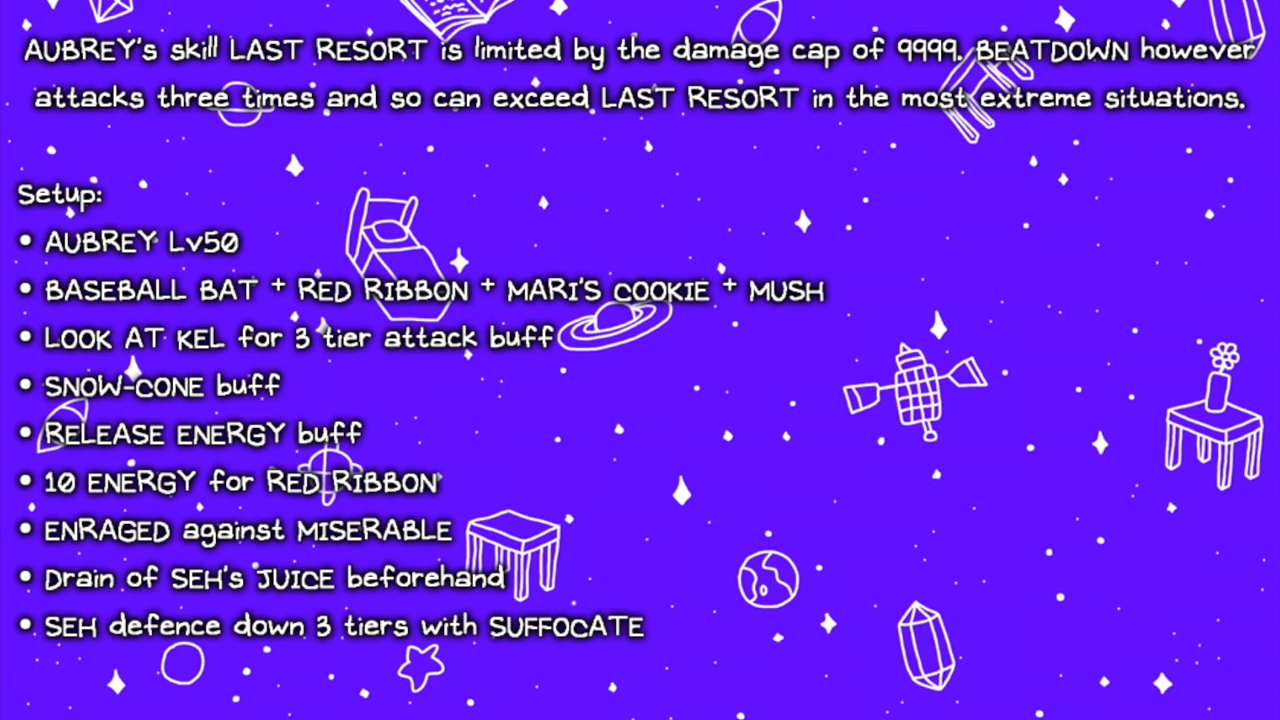 AUBREY's skill LAST RESORT is limited by the damage cap of 9999. BEATDOWN however
attacks three times and so can exceed LAST RESORT in the most extreme situations.
Setup:
• AUBREY Lv50
• BASEBALL BAT + RED RIBBON + MARI'S COOKIE + MUSH
• LOOK AT KEL for 3 tier attack buff
• SNOW-CONE buff
• RELEASE ENERGY buff
• 10 ENERGY for RED RIBBON
• ENRAGED against MISERABLE
• Drain of SEH's JUICE beforehand
• SEH defence down 3 tiers with SUFFOCATE